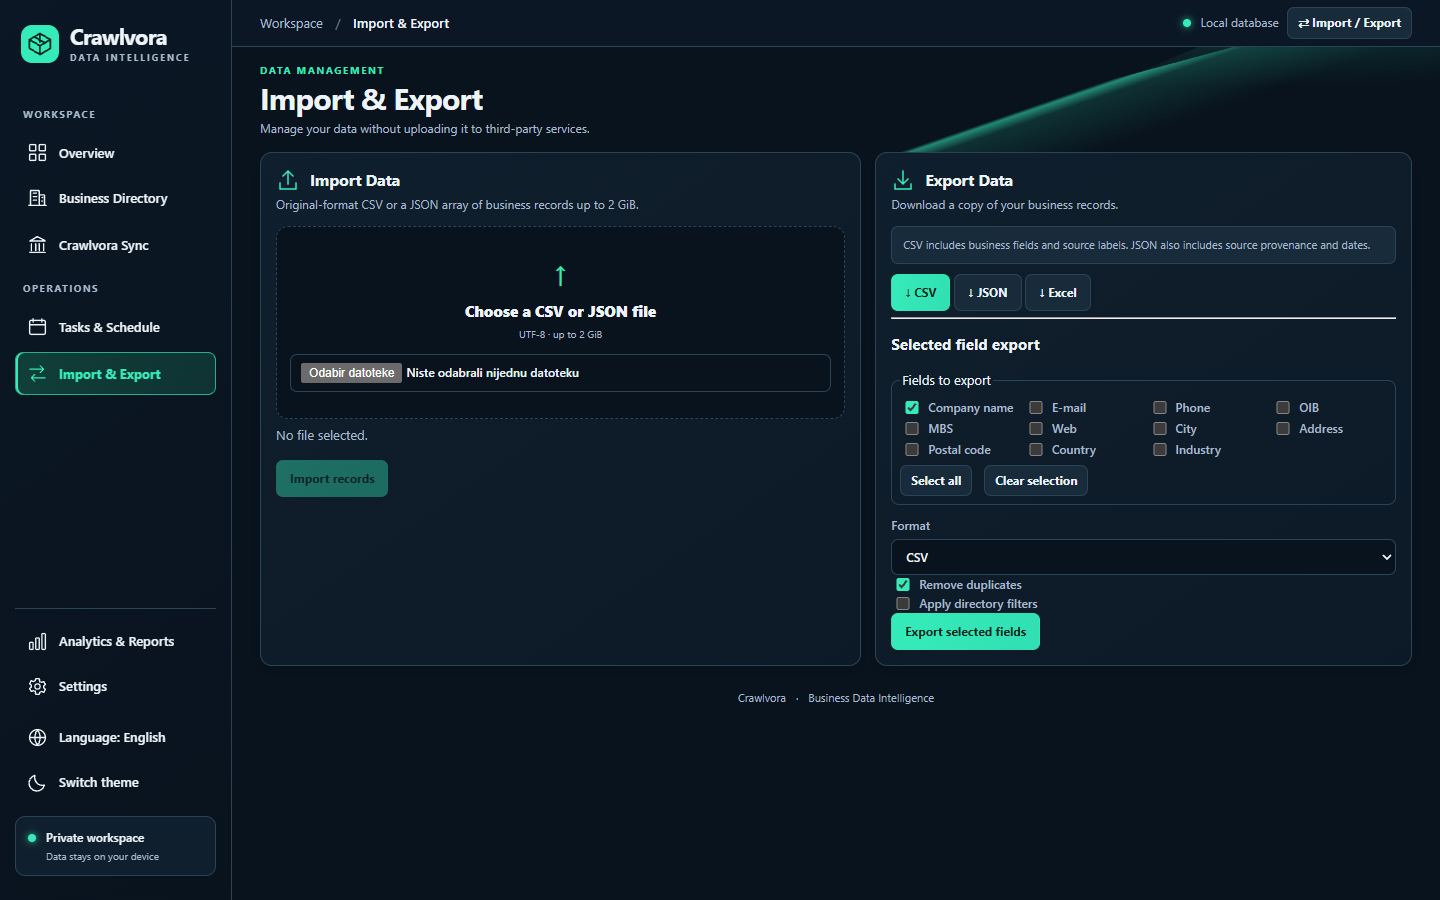 Crawlvora
DATA INTELLIGENCE
WORKSPACE
Overview
Business Directory
Crawlvora Sync
OPERATIONS
Tasks & Schedule
Import & Export
Analytics & Reports
Settings
Language: English
Switch theme
Private workspace
Data stays on your device
Workspace / Import & Export
Local database
⇄ Import / Export
DATA MANAGEMENT
Import & Export
Manage your data without uploading it to third-party services.
Import Data
Original-format CSV or a JSON array of business records up to 2 GiB.
↑
Choose a CSV or JSON file
UTF-8 · up to 2 GiB
Odabir datoteke Niste odabrali nijednu datoteku
No file selected.
Import records
Export Data
Download a copy of your business records.
CSV includes business fields and source labels. JSON also includes source provenance and dates.
↓ CSV ↓ JSON ↓ Excel
Selected field export
Fields to export
Company name E-mail Phone OIB
MBS Web City Address
Postal code Country Industry
Select all Clear selection
Format
CSV
Remove duplicates
Apply directory filters
Export selected fields
Crawlvora · Business Data Intelligence